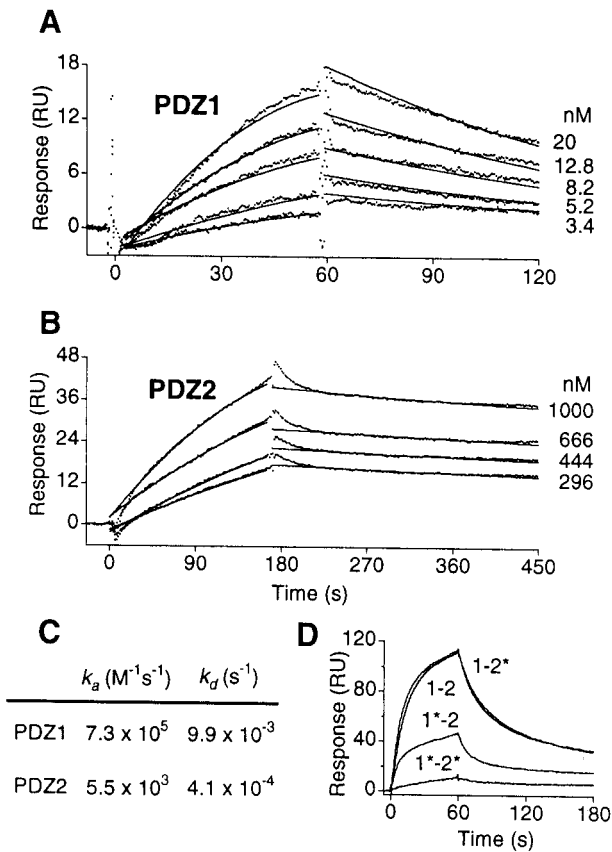 A
PDZ1
Response (RU)
18
12
6
0
0
30
60
90
120
nM
20
12.8
8.2
5.2
3.4
B
PDZ2
Response (RU)
48
36
24
12
0
0
90
180
270
360
450
Time (s)
nM
1000
666
444
296
C
kₐ (M⁻¹s⁻¹) k_d (s⁻¹)
PDZ1 7.3 x 10⁵ 9.9 x 10⁻³
PDZ2 5.5 x 10³ 4.1 x 10⁻⁴
D
Response (RU)
120
80
40
0
1-2*
1-2
1*-2
1*-2*
0
60
120
180
Time (s)